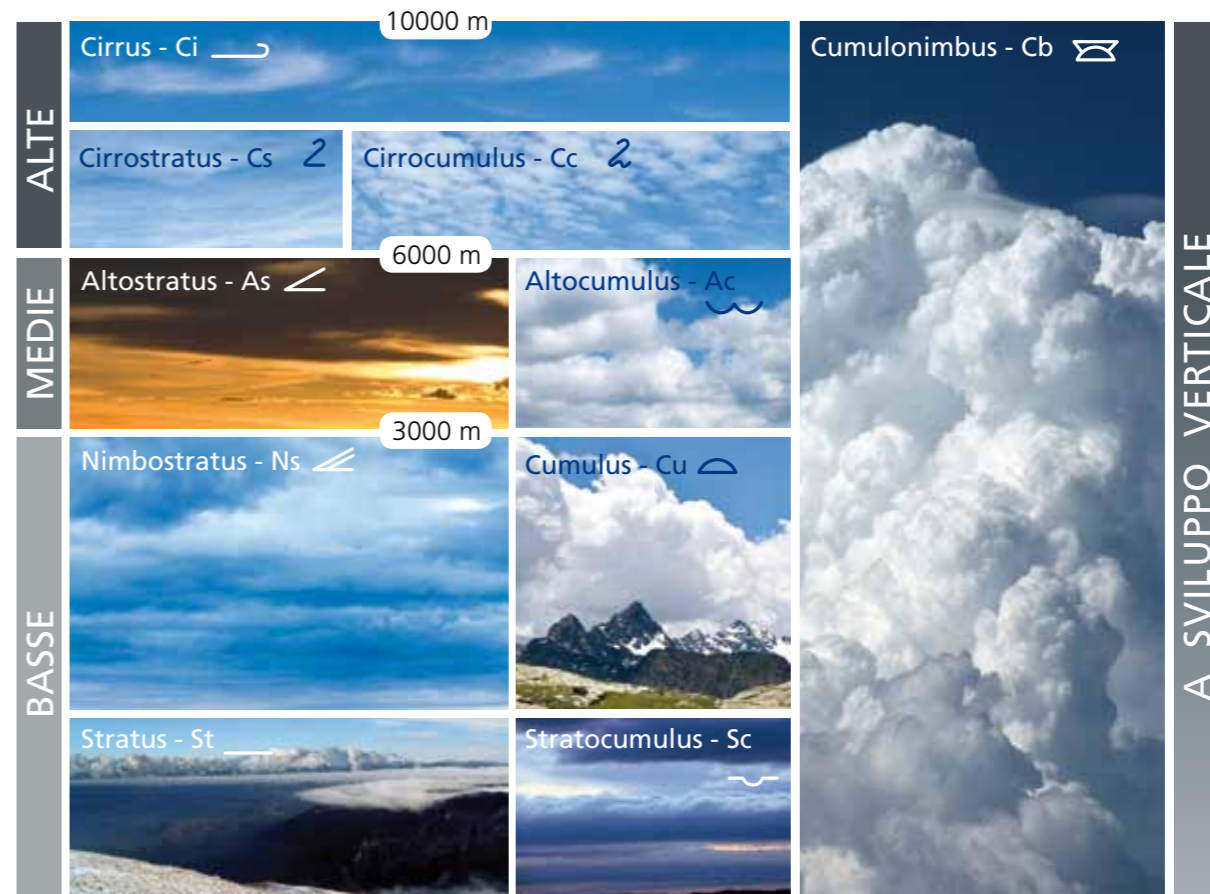 10000 m
ALTE
Cirrus - Ci
Cirrostratus - Cs
Cirrocumulus - Cc
6000 m
MEDIE
Altostratus - As
Altocumulus - Ac
3000 m
BASSE
Nimbostratus - Ns
Cumulus - Cu
Stratus - St
Stratocumulus - Sc
Cumulonimbus - Cb
A SVILUPPO VERTICALE